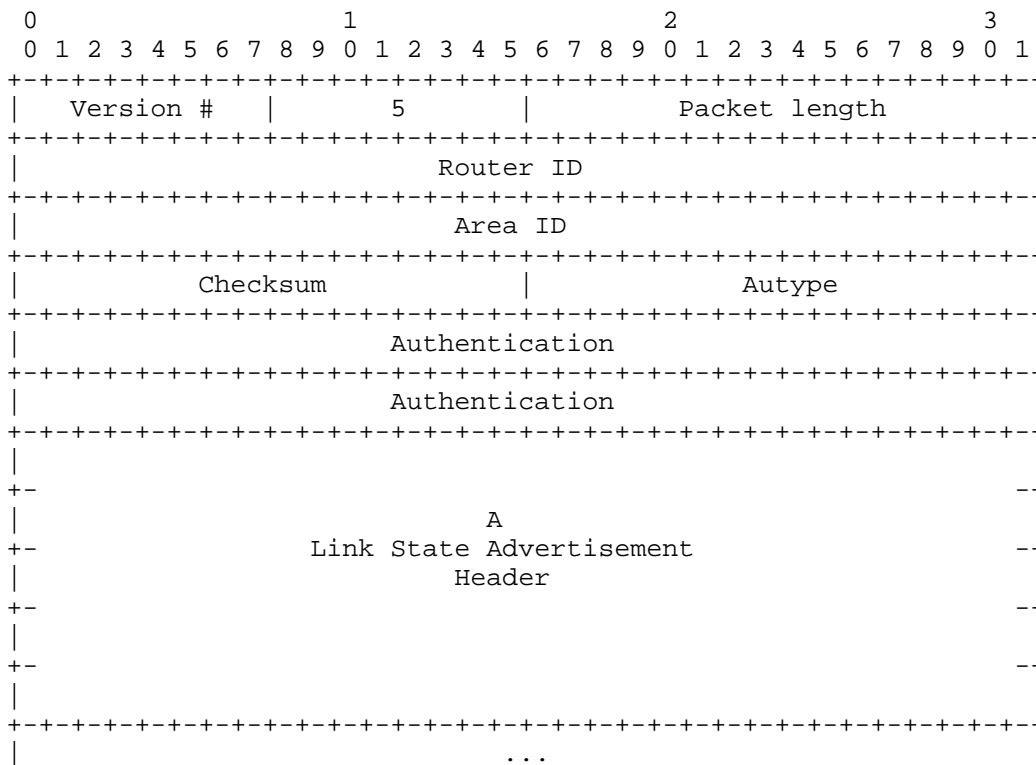 0                   1                   2                   3
 0 1 2 3 4 5 6 7 8 9 0 1 2 3 4 5 6 7 8 9 0 1 2 3 4 5 6 7 8 9 0 1
+-+-+-+-+-+-+-+-+-+-+-+-+-+-+-+-+-+-+-+-+-+-+-+-+-+-+-+-+-+-+-+--
|   Version #   |       5       |         Packet length
+-+-+-+-+-+-+-+-+-+-+-+-+-+-+-+-+-+-+-+-+-+-+-+-+-+-+-+-+-+-+-+--
|                          Router ID
+-+-+-+-+-+-+-+-+-+-+-+-+-+-+-+-+-+-+-+-+-+-+-+-+-+-+-+-+-+-+-+--
|                           Area ID
+-+-+-+-+-+-+-+-+-+-+-+-+-+-+-+-+-+-+-+-+-+-+-+-+-+-+-+-+-+-+-+--
|           Checksum            |             Autype
+-+-+-+-+-+-+-+-+-+-+-+-+-+-+-+-+-+-+-+-+-+-+-+-+-+-+-+-+-+-+-+--
|                       Authentication
+-+-+-+-+-+-+-+-+-+-+-+-+-+-+-+-+-+-+-+-+-+-+-+-+-+-+-+-+-+-+-+--
|                       Authentication
+-+-+-+-+-+-+-+-+-+-+-+-+-+-+-+-+-+-+-+-+-+-+-+-+-+-+-+-+-+-+-+--
|
+-                                                             --
|                             A
+-                 Link State Advertisement                    --
|                           Header
+-                                                             --
|
+-                                                             --
|
+-+-+-+-+-+-+-+-+-+-+-+-+-+-+-+-+-+-+-+-+-+-+-+-+-+-+-+-+-+-+-+--
|                              ...